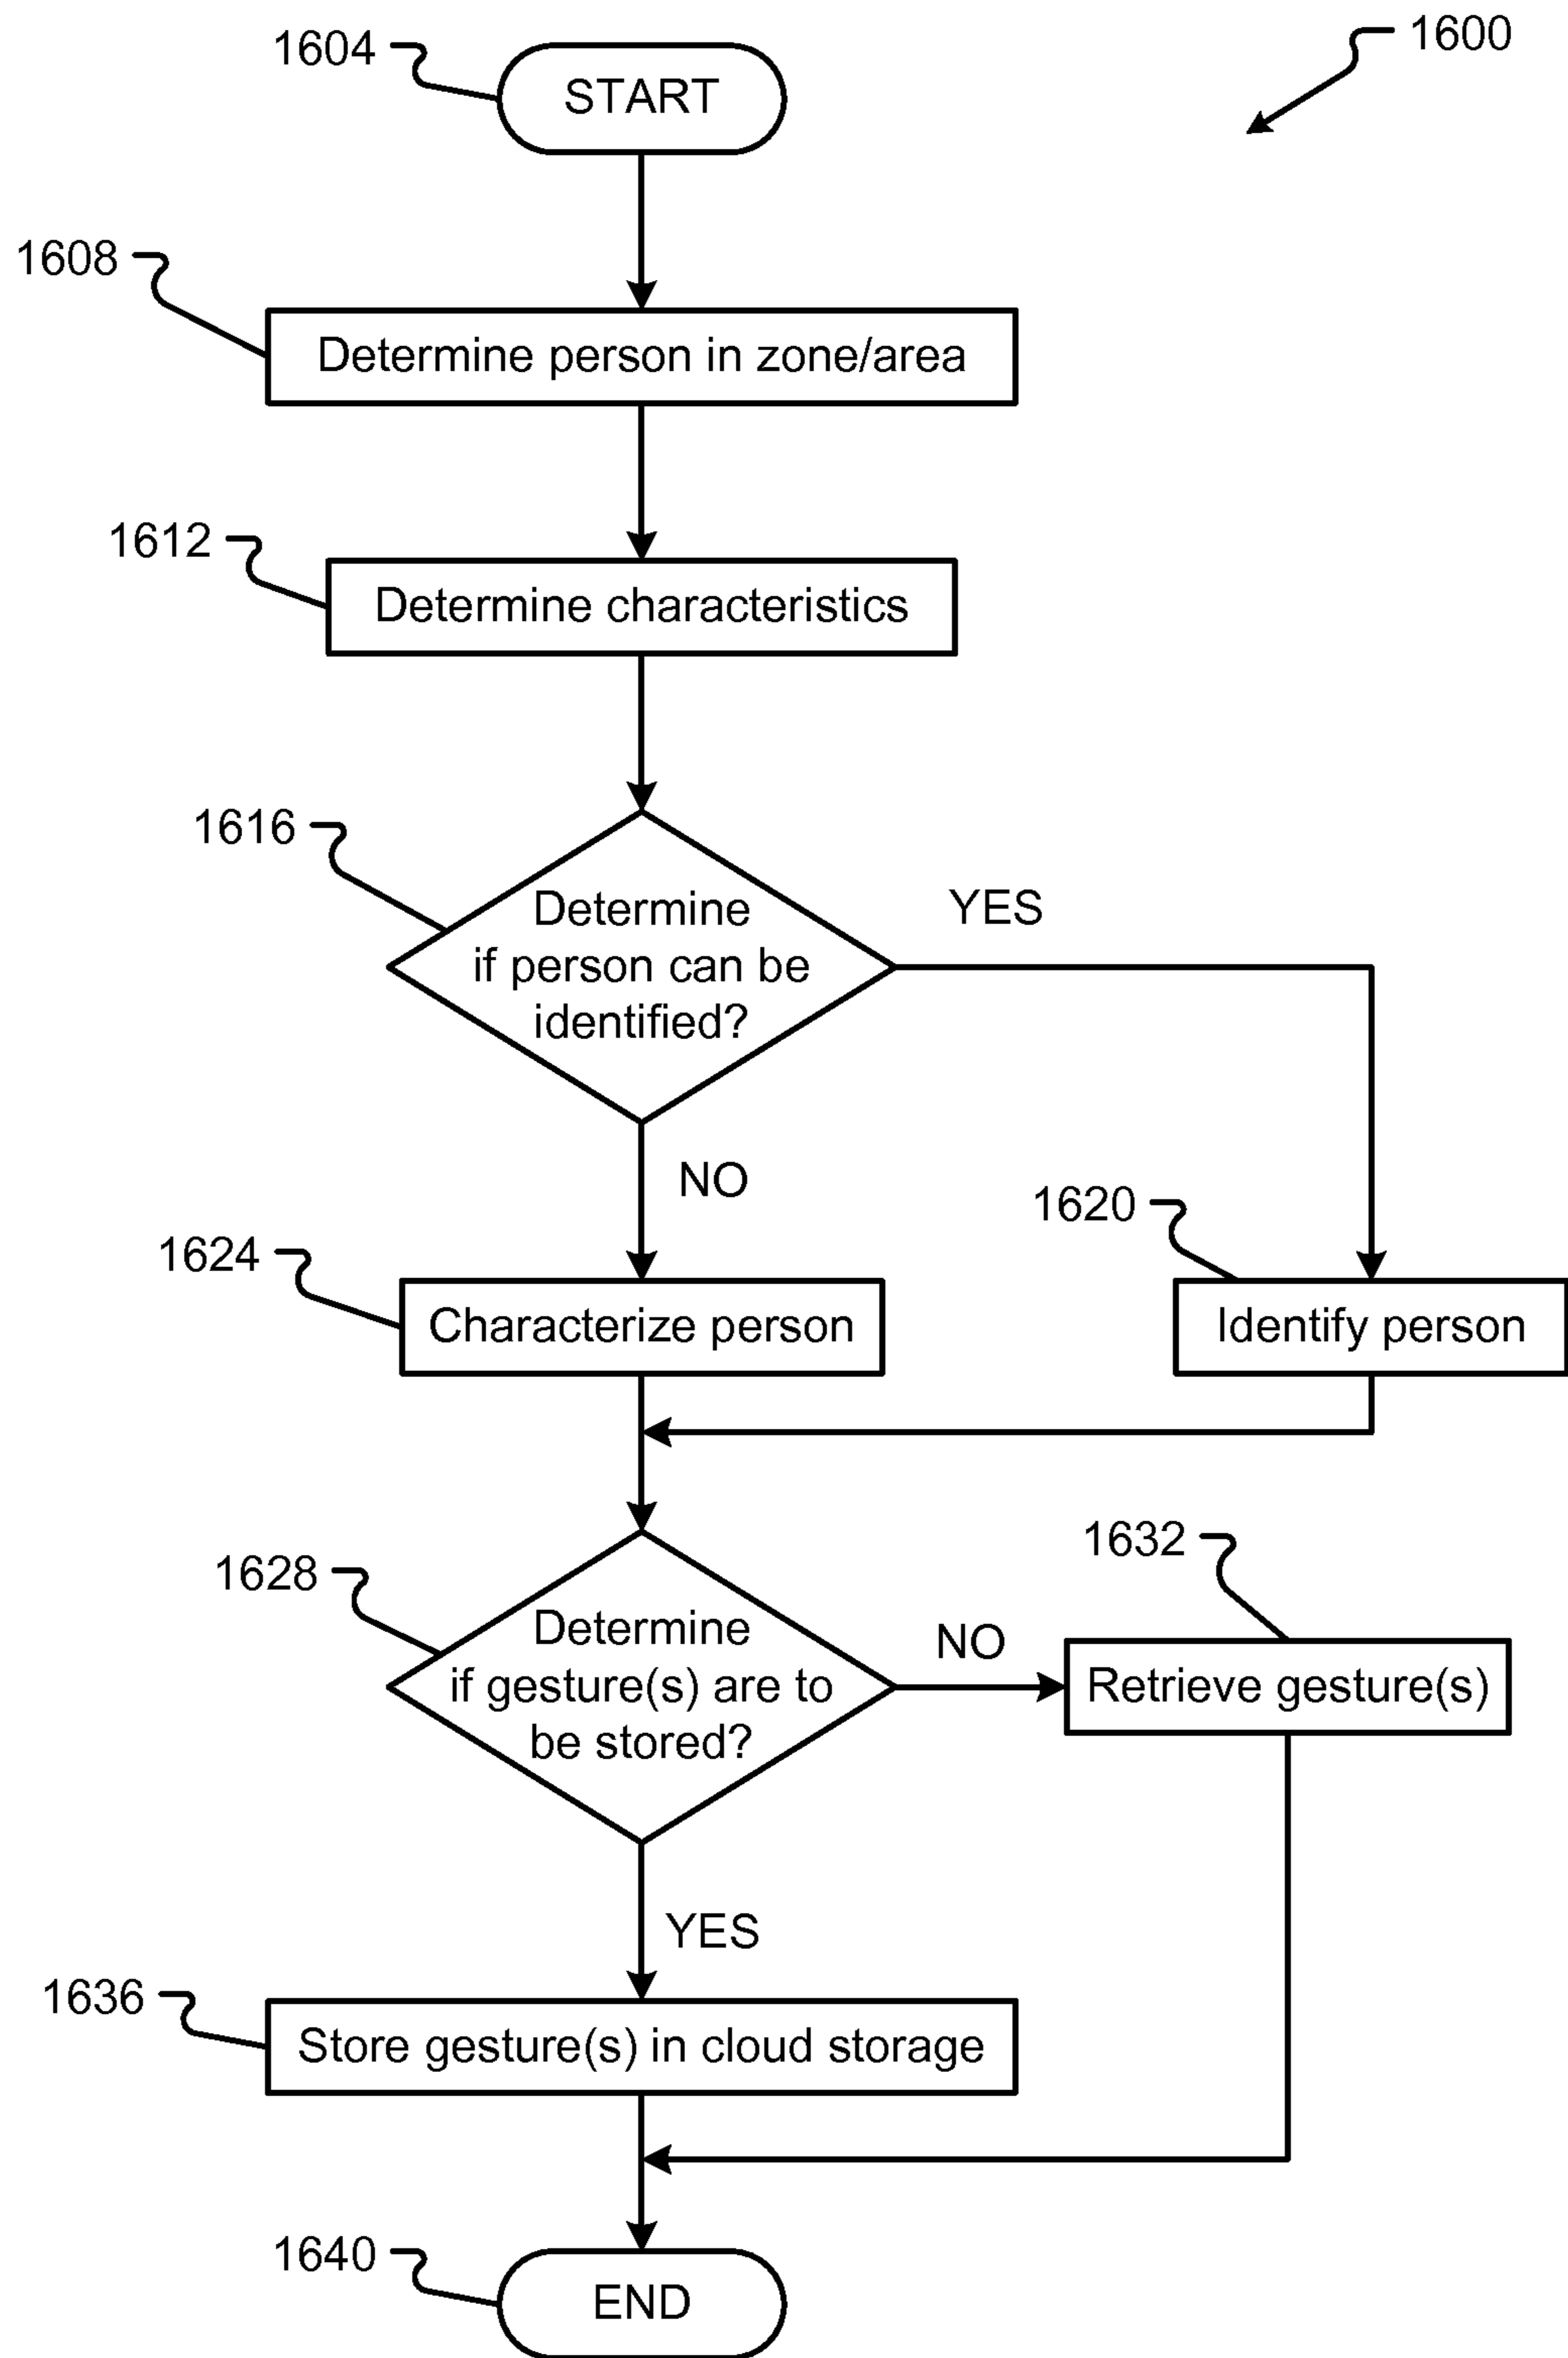 1600
1604
START
1608
Determine person in zone/area
1612
Determine characteristics
1616
Determine
if person can be
identified?
YES
NO
1620
1624
Characterize person
Identify person
1628
1632
Determine
if gesture(s) are to
be stored?
NO
Retrieve gesture(s)
YES
1636
Store gesture(s) in cloud storage
1640
END